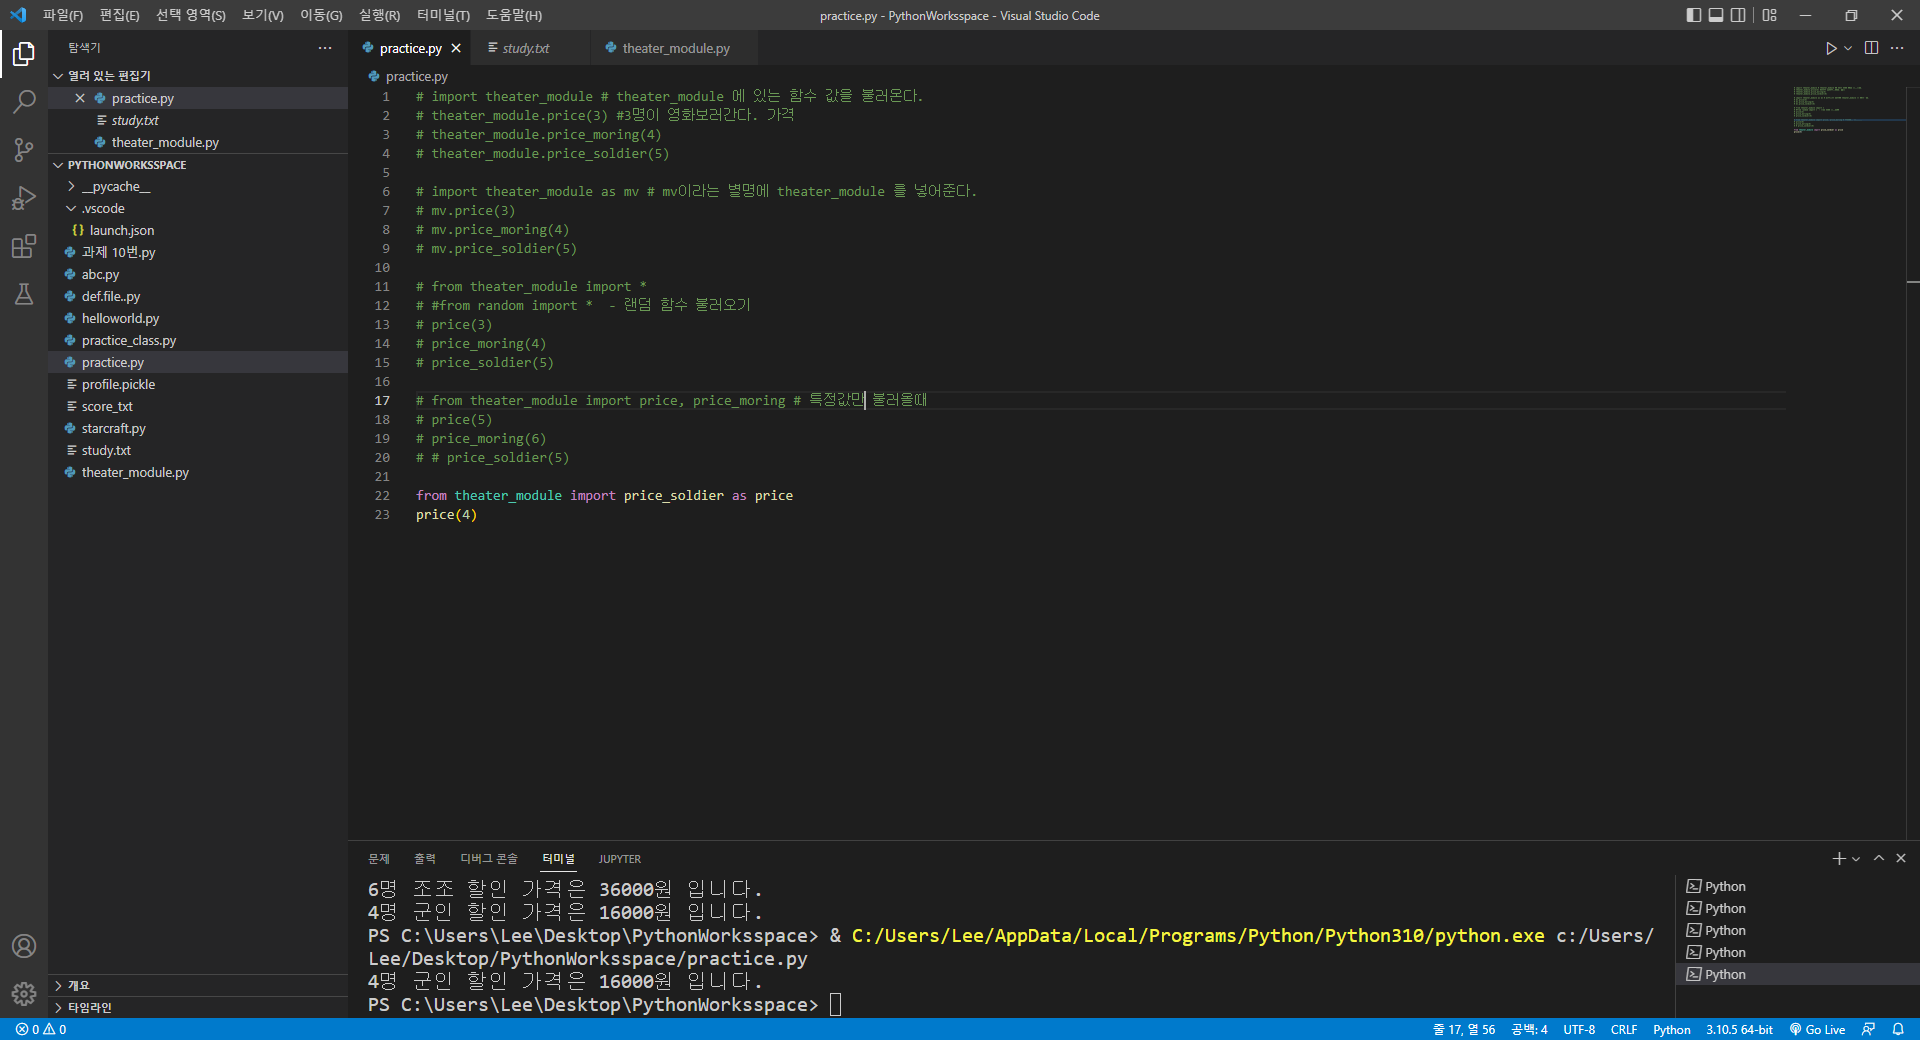 파일(F) 편집(E) 선택 영역(S) 보기(V) 이동(G) 실행(R) 터미널(T) 도움말(H) practice.py - PythonWorksspace - Visual Studio Code
탐색기
열려 있는 편집기
practice.py
study.txt
theater_module.py
PYTHONWORKSSPACE
__pycache__
.vscode
{} launch.json
과제 10번.py
abc.py
def.file..py
helloworld.py
practice_class.py
practice.py
profile.pickle
score_txt
starcraft.py
study.txt
theater_module.py
개요
타임라인
practice.py study.txt theater_module.py
practice.py
1 # import theater_module # theater_module 에 있는 함수 값을 불러온다.
2 # theater_module.price(3) #3명이 영화보러간다. 가격
3 # theater_module.price_moring(4)
4 # theater_module.price_soldier(5)
5
6 # import theater_module as mv # mv이라는 별명에 theater_module 를 넣어준다.
7 # mv.price(3)
8 # mv.price_moring(4)
9 # mv.price_soldier(5)
10
11 # from theater_module import *
12 # #from random import *  - 랜덤 함수 불러오기
13 # price(3)
14 # price_moring(4)
15 # price_soldier(5)
16
17 # from theater_module import price, price_moring # 특정값만 불러올때
18 # price(5)
19 # price_moring(6)
20 # # price_soldier(5)
21
22 from theater_module import price_soldier as price
23 price(4)
문제 출력 디버그 콘솔 터미널 JUPYTER
6명 조조 할인 가격은 36000원 입니다.
4명 군인 할인 가격은 16000원 입니다.
PS C:\Users\Lee\Desktop\PythonWorksspace> & C:/Users/Lee/AppData/Local/Programs/Python/Python310/python.exe c:/Users/
Lee/Desktop/PythonWorksspace/practice.py
4명 군인 할인 가격은 16000원 입니다.
PS C:\Users\Lee\Desktop\PythonWorksspace>
Python
Python
Python
Python
Python
0 0 줄 17, 열 56 공백: 4 UTF-8 CRLF Python 3.10.5 64-bit Go Live